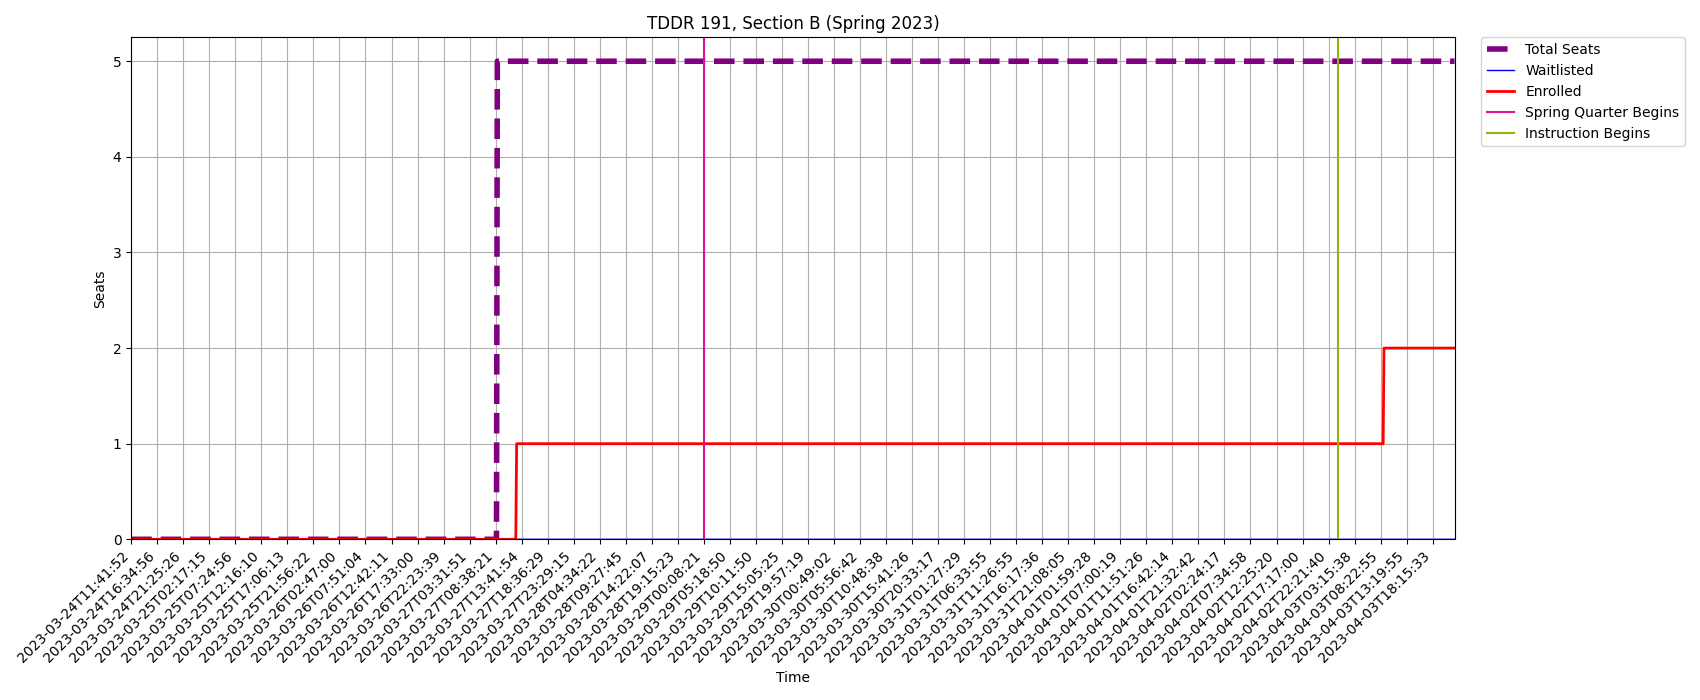 TDDR 191, Section B (Spring 2023)
Total Seats
Waitlisted
Enrolled
Spring Quarter Begins
Instruction Begins
5
4
3
2
1
0
Seats
2023-03-24T11:41:52
2023-03-24T16:34:56
2023-03-24T21:25:26
2023-03-25T02:17:15
2023-03-25T07:24:56
2023-03-25T12:16:10
2023-03-25T17:06:13
2023-03-25T21:56:22
2023-03-26T02:47:00
2023-03-26T07:51:04
2023-03-26T12:42:11
2023-03-26T17:33:00
2023-03-26T22:23:39
2023-03-27T03:31:51
2023-03-27T08:38:21
2023-03-27T13:41:54
2023-03-27T18:36:29
2023-03-27T23:29:15
2023-03-28T04:34:22
2023-03-28T09:27:45
2023-03-28T14:22:07
2023-03-28T19:15:23
2023-03-29T00:08:21
2023-03-29T05:18:50
2023-03-29T10:11:50
2023-03-29T15:05:25
2023-03-29T19:57:19
2023-03-30T00:49:02
2023-03-30T05:56:42
2023-03-30T10:48:38
2023-03-30T15:41:26
2023-03-30T20:33:17
2023-03-31T01:27:29
2023-03-31T06:33:55
2023-03-31T11:26:55
2023-03-31T16:17:36
2023-03-31T21:08:05
2023-04-01T01:59:28
2023-04-01T07:00:19
2023-04-01T11:51:26
2023-04-01T16:42:14
2023-04-01T21:32:42
2023-04-02T02:24:17
2023-04-02T07:34:58
2023-04-02T12:25:20
2023-04-02T17:17:00
2023-04-02T22:21:40
2023-04-03T03:15:38
2023-04-03T08:22:55
2023-04-03T13:19:55
2023-04-03T18:15:33
Time